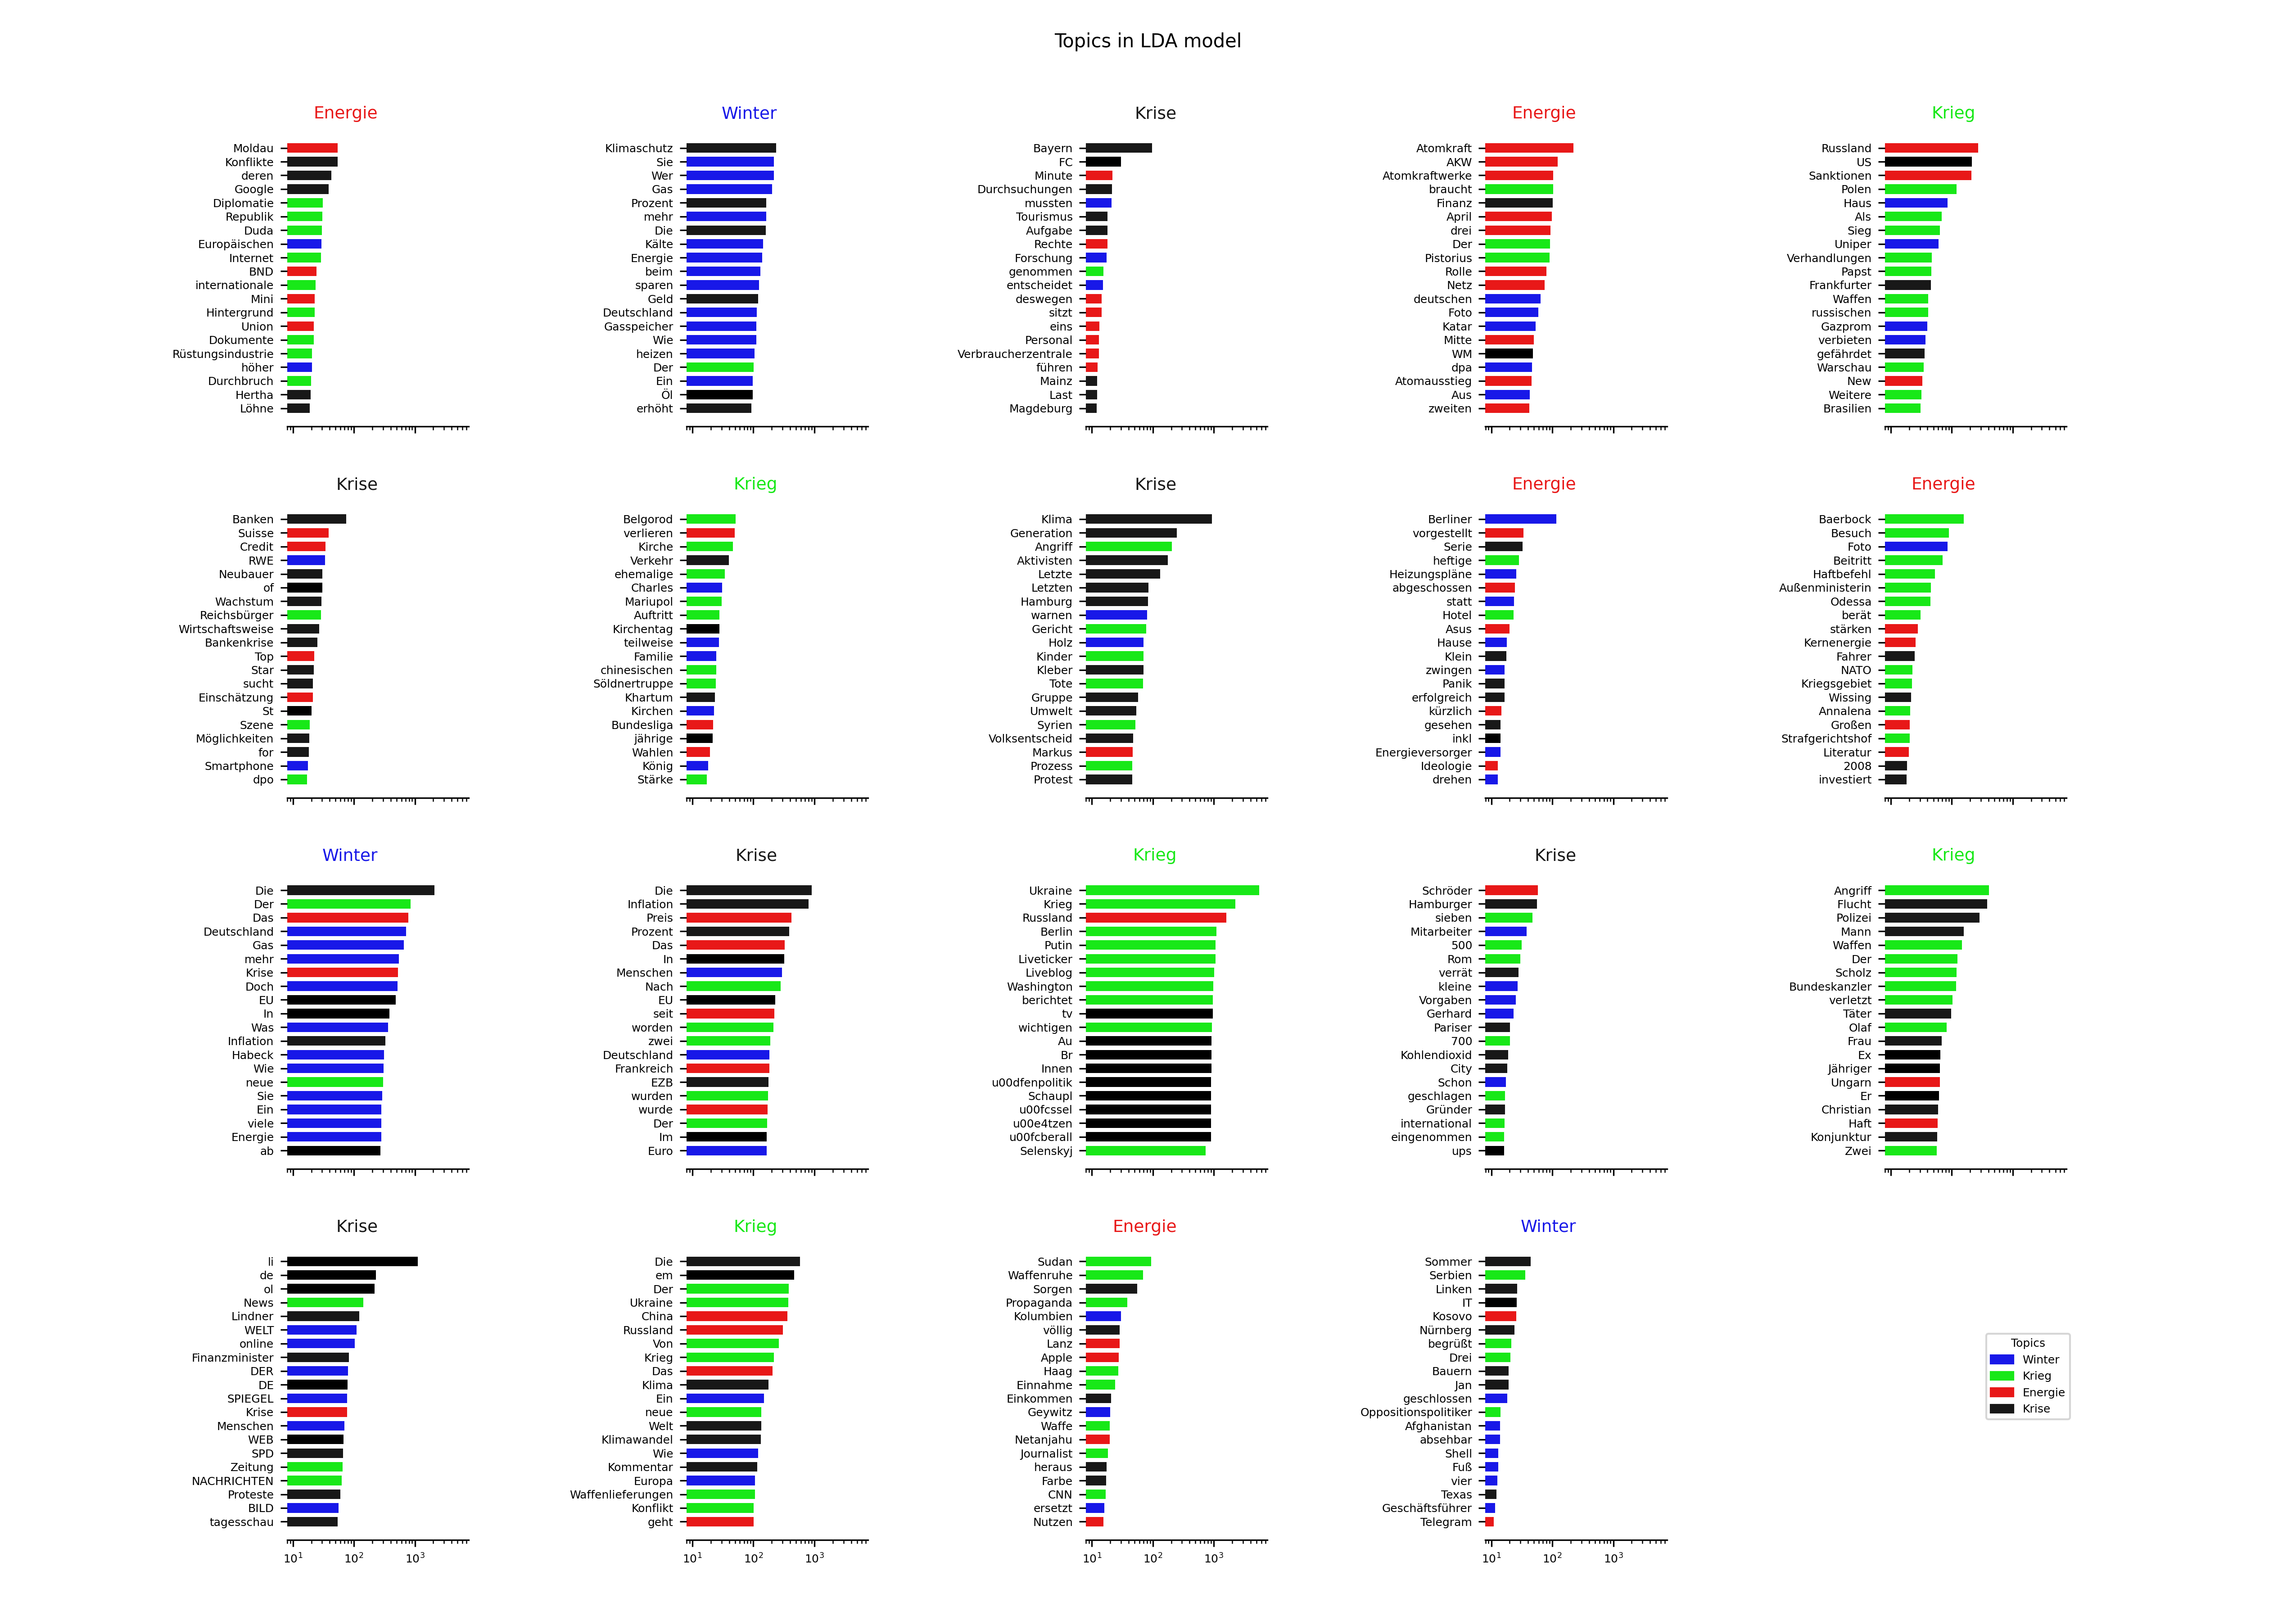 Topics in LDA model
Energie
Moldau
Konflikte
deren
Google
Diplomatie
Republik
Duda
Europäischen
Internet
BND
internationale
Mini
Hintergrund
Union
Dokumente
Rüstungsindustrie
höher
Durchbruch
Hertha
Löhne
Winter
Klimaschutz
Sie
Wer
Gas
Prozent
mehr
Die
Kälte
Energie
beim
sparen
Geld
Deutschland
Gasspeicher
Wie
heizen
Der
Ein
Öl
erhöht
Krise
Bayern
FC
Minute
Durchsuchungen
mussten
Tourismus
Aufgabe
Rechte
Forschung
genommen
entscheidet
deswegen
sitzt
eins
Personal
Verbraucherzentrale
führen
Mainz
Last
Magdeburg
Energie
Atomkraft
AKW
Atomkraftwerke
braucht
Finanz
April
drei
Der
Pistorius
Rolle
Netz
deutschen
Foto
Katar
Mitte
WM
dpa
Atomausstieg
Aus
zweiten
Krieg
Russland
US
Sanktionen
Polen
Haus
Als
Sieg
Uniper
Verhandlungen
Papst
Frankfurter
Waffen
russischen
Gazprom
verbieten
gefährdet
Warschau
New
Weitere
Brasilien
Krise
Banken
Suisse
Credit
RWE
Neubauer
of
Wachstum
Reichsbürger
Wirtschaftsweise
Bankenkrise
Top
Star
sucht
Einschätzung
St
Szene
Möglichkeiten
for
Smartphone
dpo
Krieg
Belgorod
verlieren
Kirche
Verkehr
ehemalige
Charles
Mariupol
Auftritt
Kirchentag
teilweise
Familie
chinesischen
Söldnertruppe
Khartum
Kirchen
Bundesliga
jährige
Wahlen
König
Stärke
Krise
Klima
Generation
Angriff
Aktivisten
Letzte
Letzten
Hamburg
warnen
Gericht
Holz
Kinder
Kleber
Tote
Gruppe
Umwelt
Syrien
Volksentscheid
Markus
Prozess
Protest
Energie
Berliner
vorgestellt
Serie
heftige
Heizungspläne
abgeschossen
statt
Hotel
Asus
Hause
Klein
zwingen
Panik
erfolgreich
kürzlich
gesehen
inkl
Energieversorger
Ideologie
drehen
Energie
Baerbock
Besuch
Foto
Beitritt
Haftbefehl
Außenministerin
Odessa
berät
stärken
Kernenergie
Fahrer
NATO
Kriegsgebiet
Wissing
Annalena
Großen
Strafgerichtshof
Literatur
2008
investiert
Winter
Die
Der
Das
Deutschland
Gas
mehr
Krise
Doch
EU
In
Was
Inflation
Habeck
Wie
neue
Sie
Ein
viele
Energie
ab
Krise
Die
Inflation
Preis
Prozent
Das
In
Menschen
Nach
EU
seit
worden
zwei
Deutschland
Frankreich
EZB
wurden
wurde
Der
Im
Euro
Krieg
Ukraine
Krieg
Russland
Berlin
Putin
Liveticker
Liveblog
Washington
berichtet
tv
wichtigen
Au
Br
Innen
u00dfenpolitik
Schaupl
u00fcssel
u00e4tzen
u00fcberall
Selenskyj
Krise
Schröder
Hamburger
sieben
Mitarbeiter
500
Rom
verrät
kleine
Vorgaben
Gerhard
Pariser
700
Kohlendioxid
City
Schon
geschlagen
Gründer
international
eingenommen
ups
Krieg
Angriff
Flucht
Polizei
Mann
Waffen
Der
Scholz
Bundeskanzler
verletzt
Täter
Olaf
Frau
Ex
Jähriger
Ungarn
Er
Christian
Haft
Konjunktur
Zwei
Krise
li
de
ol
News
Lindner
WELT
online
Finanzminister
DER
DE
SPIEGEL
Krise
Menschen
WEB
SPD
Zeitung
NACHRICHTEN
Proteste
BILD
tagesschau
10¹ 10² 10³
Krieg
Die
em
Der
Ukraine
China
Russland
Von
Krieg
Das
Klima
Ein
neue
Welt
Klimawandel
Wie
Kommentar
Europa
Waffenlieferungen
Konflikt
geht
10¹ 10² 10³
Energie
Sudan
Waffenruhe
Sorgen
Propaganda
Kolumbien
völlig
Lanz
Apple
Haag
Einnahme
Einkommen
Geywitz
Waffe
Netanjahu
Journalist
heraus
Farbe
CNN
ersetzt
Nutzen
10¹ 10² 10³
Winter
Sommer
Serbien
Linken
IT
Kosovo
Nürnberg
begrüßt
Drei
Bauern
Jan
geschlossen
Oppositionspolitiker
Afghanistan
absehbar
Shell
Fuß
vier
Texas
Geschäftsführer
Telegram
10¹ 10² 10³
Topics
Winter
Krieg
Energie
Krise